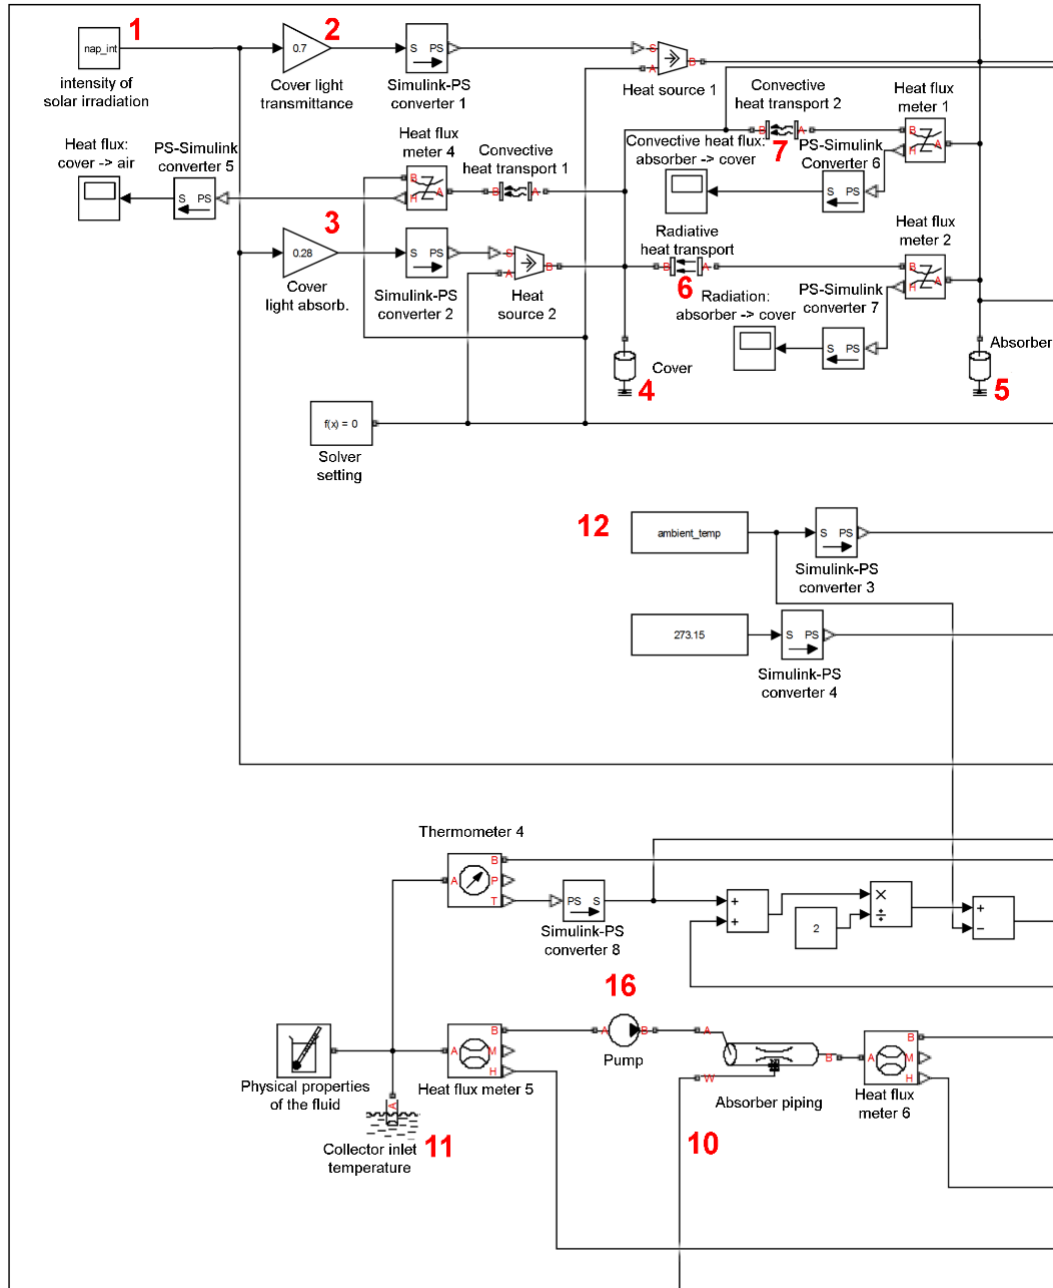 1
2
nap_int
0.7
S PS
S
A
B
intensity of
solar irradiation
Cover light
transmittance
Simulink-PS
converter 1
Heat source 1
Convective
heat transport 2
Heat flux
meter 1
B
A
B
H
A
7
Heat flux:
cover -> air
PS-Simulink
converter 5
Heat flux
meter 4
Convective
heat transport 1
Convective heat flux:
absorber -> cover
PS-Simulink
Converter 6
S PS
B
H
A
B
A
S PS
3
0.28
S PS
S
A
B
Cover
light absorb.
Simulink-PS
converter 2
Heat
source 2
Radiative
heat transport
Heat flux
meter 2
B
A
B
H
A
6
Radiation:
absorber -> cover
PS-Simulink
converter 7
S PS
Cover
4
Absorber
5
f(x) = 0
Solver
setting
12
ambient_temp
S PS
Simulink-PS
converter 3
273.15
S PS
Simulink-PS
converter 4
Thermometer 4
A
B
P
T
PS S
Simulink-PS
converter 8
+
+
2
×
÷
+
−
16
A
B
Pump
Physical properties
of the fluid
A
B
M
H
Heat flux meter 5
A
W
B
Absorber piping
A
B
M
H
Heat flux
meter 6
10
A
Collector inlet
temperature
11